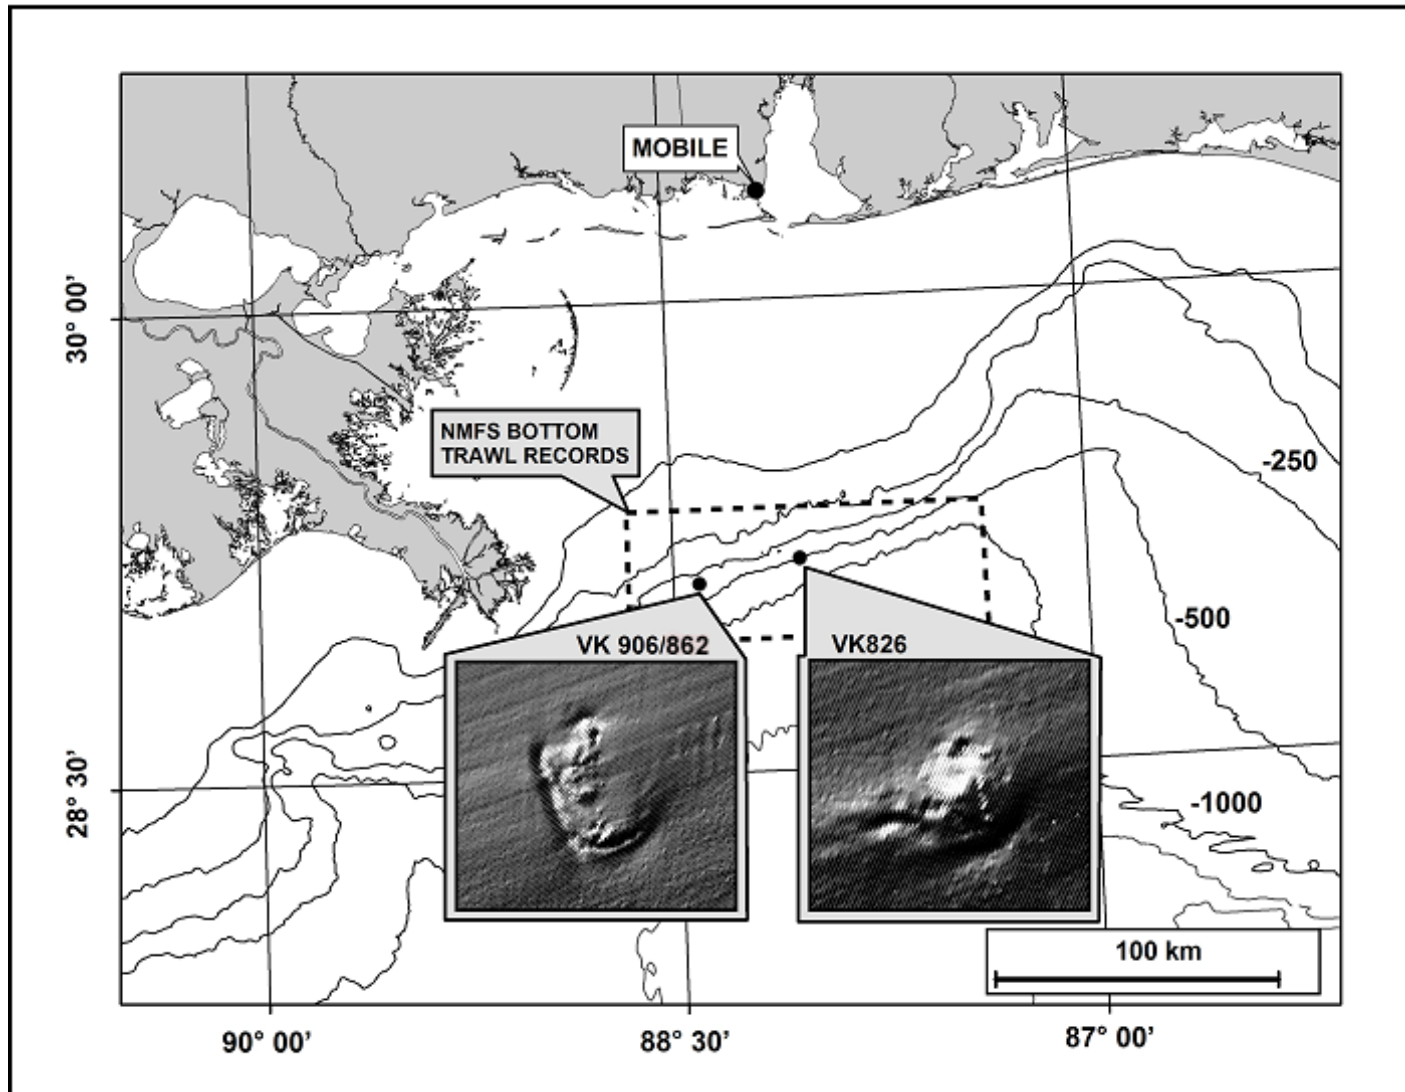 MOBILE
30° 00’
NMFS BOTTOM
TRAWL RECORDS
-250
-500
VK 906/862
VK826
28° 30’
-1000
100 km
90° 00’
88° 30’
87° 00’